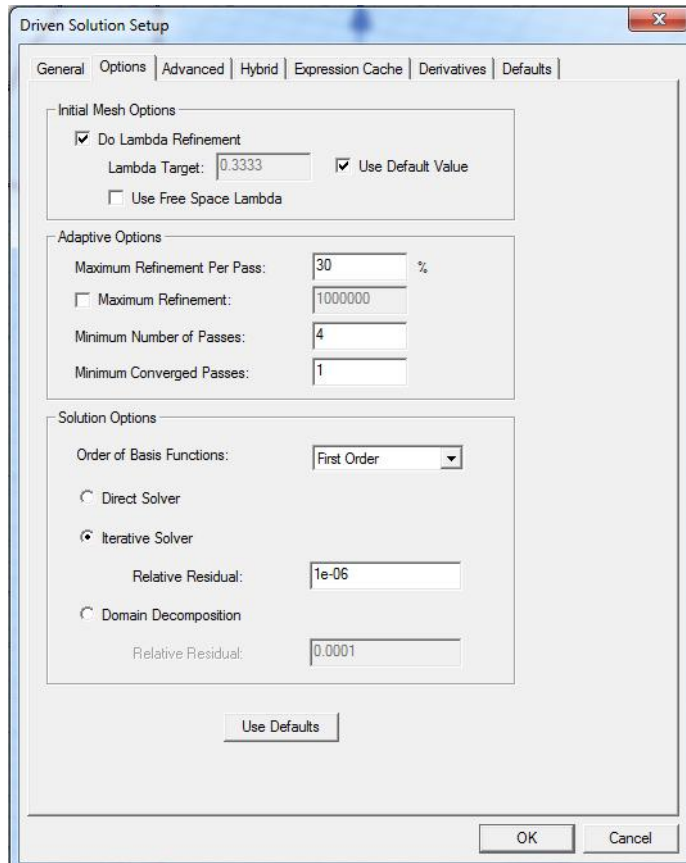 Driven Solution Setup
General Options Advanced Hybrid Expression Cache Derivatives Defaults
Initial Mesh Options
Do Lambda Refinement
Lambda Target: 0.3333 Use Default Value
Use Free Space Lambda
Adaptive Options
Maximum Refinement Per Pass: 30 %
Maximum Refinement: 1000000
Minimum Number of Passes: 4
Minimum Converged Passes: 1
Solution Options
Order of Basis Functions: First Order
Direct Solver
Iterative Solver
Relative Residual: 1e-06
Domain Decomposition
Relative Residual: 0.0001
Use Defaults
OK Cancel